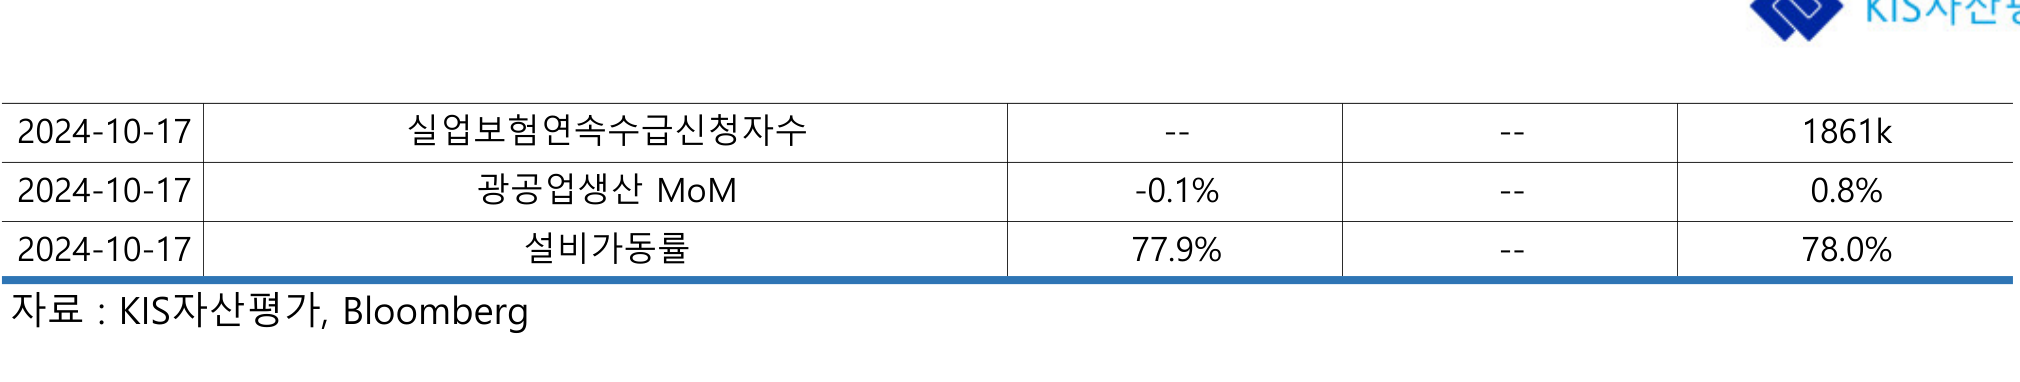 KIS자산평
2024-10-17 실업보험연속수급신청자수 -- -- 1861k
2024-10-17 광공업생산 MoM -0.1% -- 0.8%
2024-10-17 설비가동률 77.9% -- 78.0%
자료 : KIS자산평가, Bloomberg